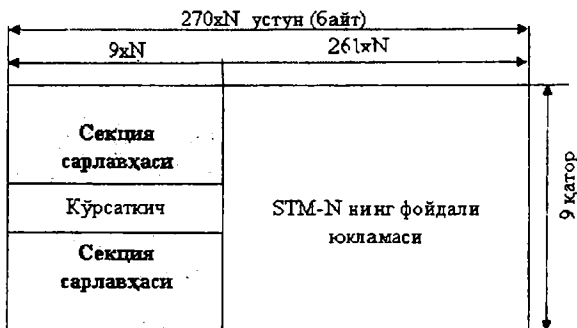 270xN устун (байт)
9xN
261xN
Секция
сарлавҳаси
Кўрсаткич
Секция
сарлавҳаси
STM-N нинг фойдали
юкламаси
9 қатор